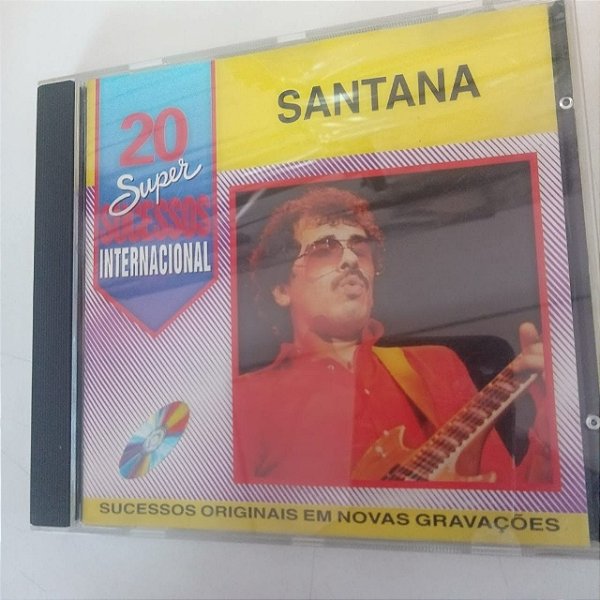 20
Super
SUCESSOS
INTERNACIONAL
SANTANA
SUCESSOS ORIGINAIS EM NOVAS GRAVAÇÕES